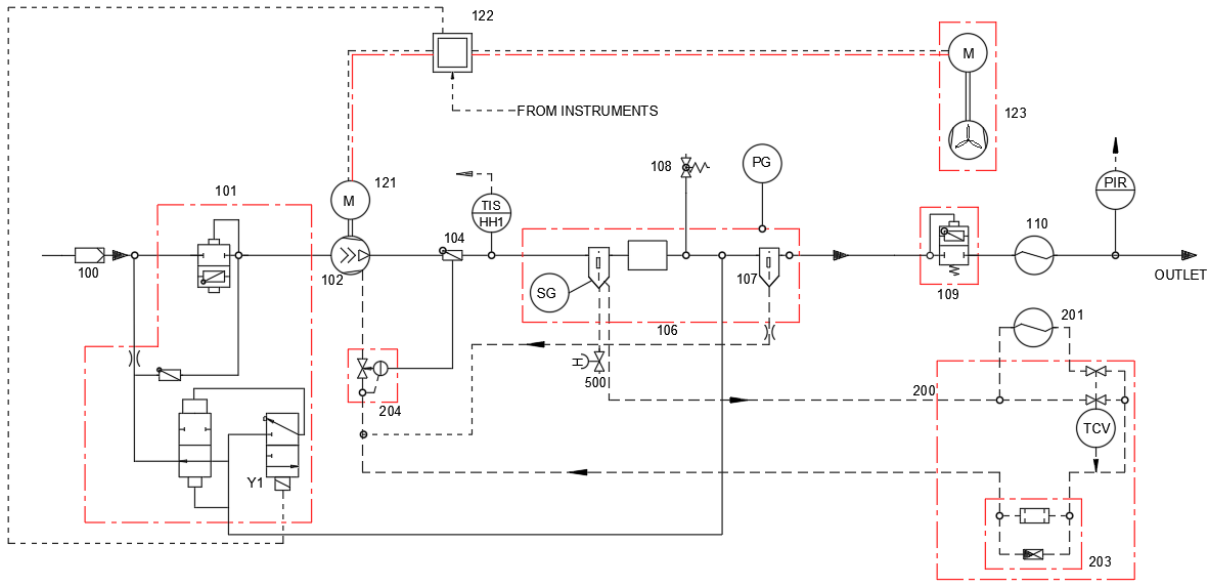 122
M
FROM INSTRUMENTS
123
108
PG
101
121
M
TIS
HH1
PIR
104
110
100
102
SG
107
109
OUTLET
106
201
H
500
204
200
TCV
Y1
203